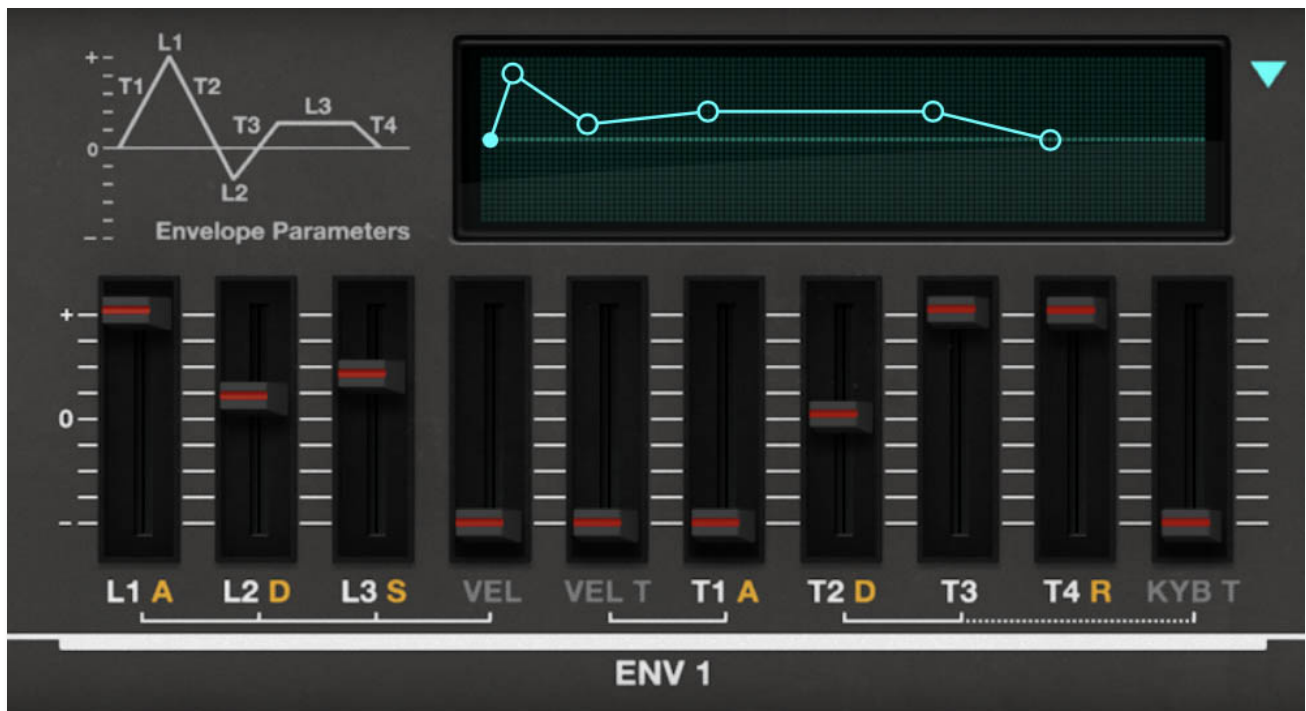 L1
+
T1 T2
L3
T3 T4
0
L2
–
Envelope Parameters
+
0
–
L1 A L2 D L3 S VEL VEL T T1 A T2 D T3 T4 R KYB T
ENV 1